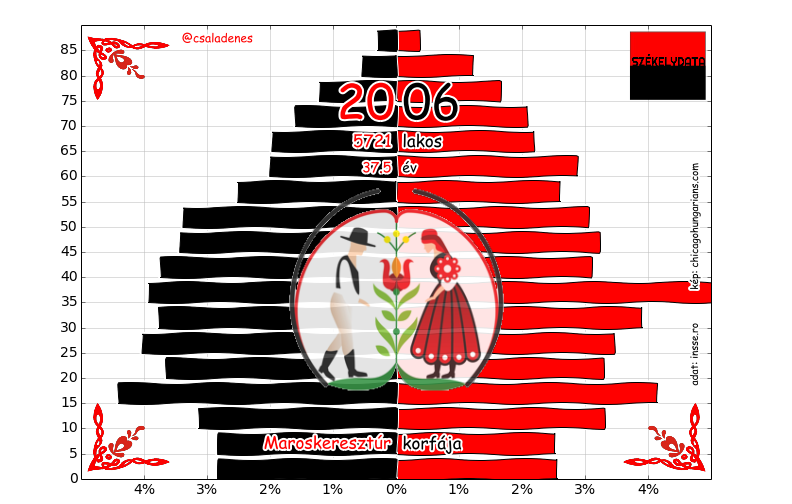 @csaladenes
SZÉKELYDATA
2006
5721 lakos
37.5 év
kép: chicagohungarians.com
adat: insse.ro
Maroskeresztúr korfája
85
80
75
70
65
60
55
50
45
40
35
30
25
20
15
10
5
0
4% 3% 2% 1% 0% 1% 2% 3% 4%